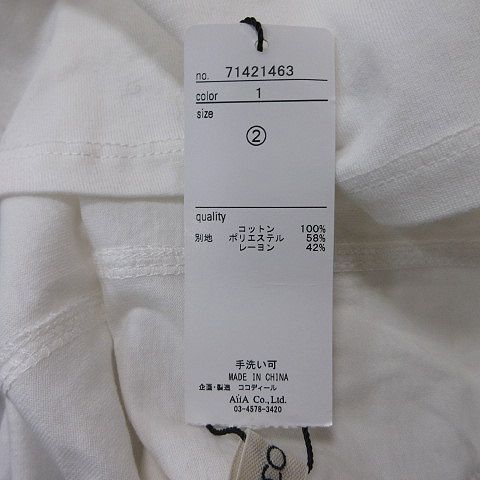 no. 71421463
color 1
size
②
quality
コットン 100%
別地 ポリエステル 58%
レーヨン 42%
手洗い可
MADE IN CHINA
企画・製造 ココディール
AiiA Co.,Ltd.
03-4578-3420
CO